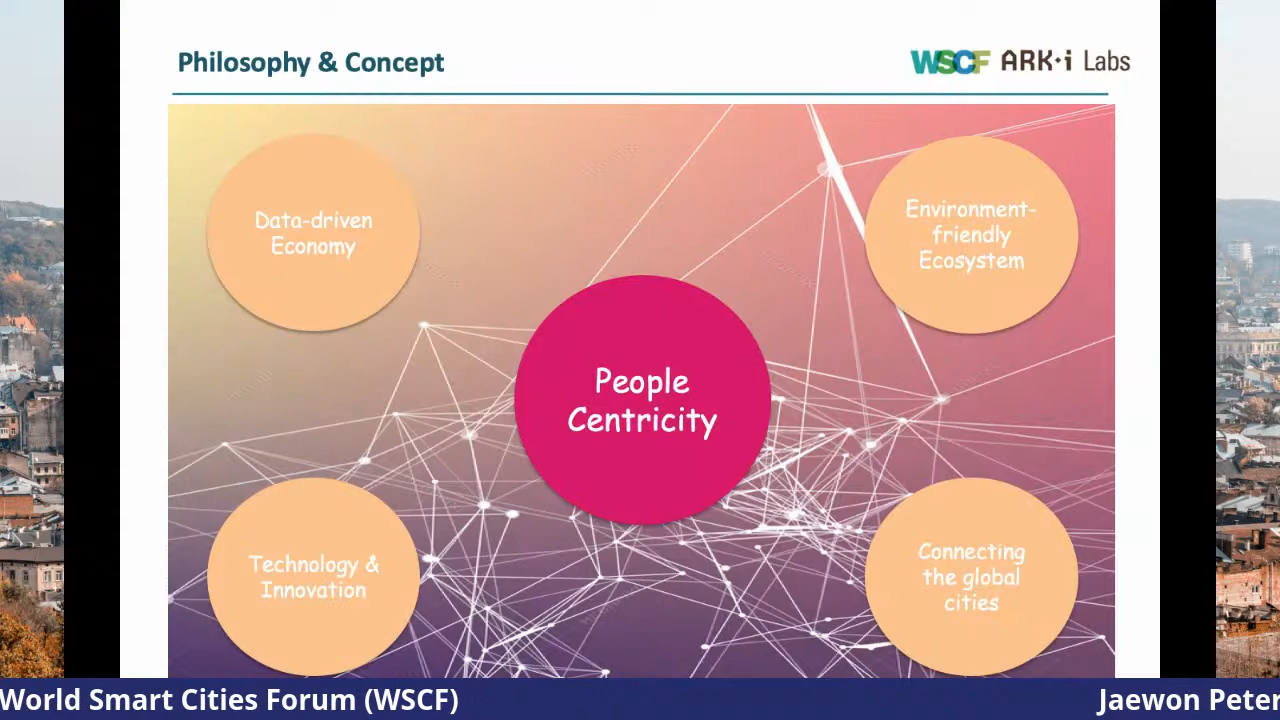 Philosophy & Concept
WSCF ARK·i Labs
Data-driven
Economy
Environment-
friendly
Ecosystem
People
Centricity
Technology &
Innovation
Connecting
the global
cities
World Smart Cities Forum (WSCF)
Jaewon Peter